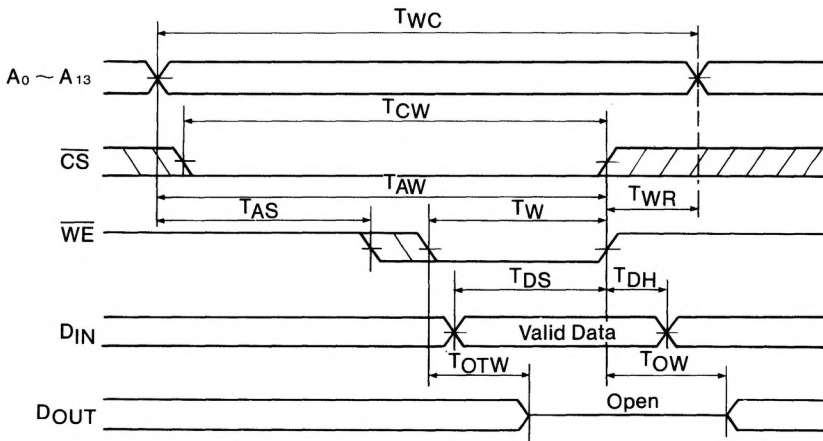 TWC
A0 ~ A13
TCW
CS
TAW
TAS
TW
TWR
WE
TDS
TDH
DIN
Valid Data
TOTW
TOW
DOUT
Open